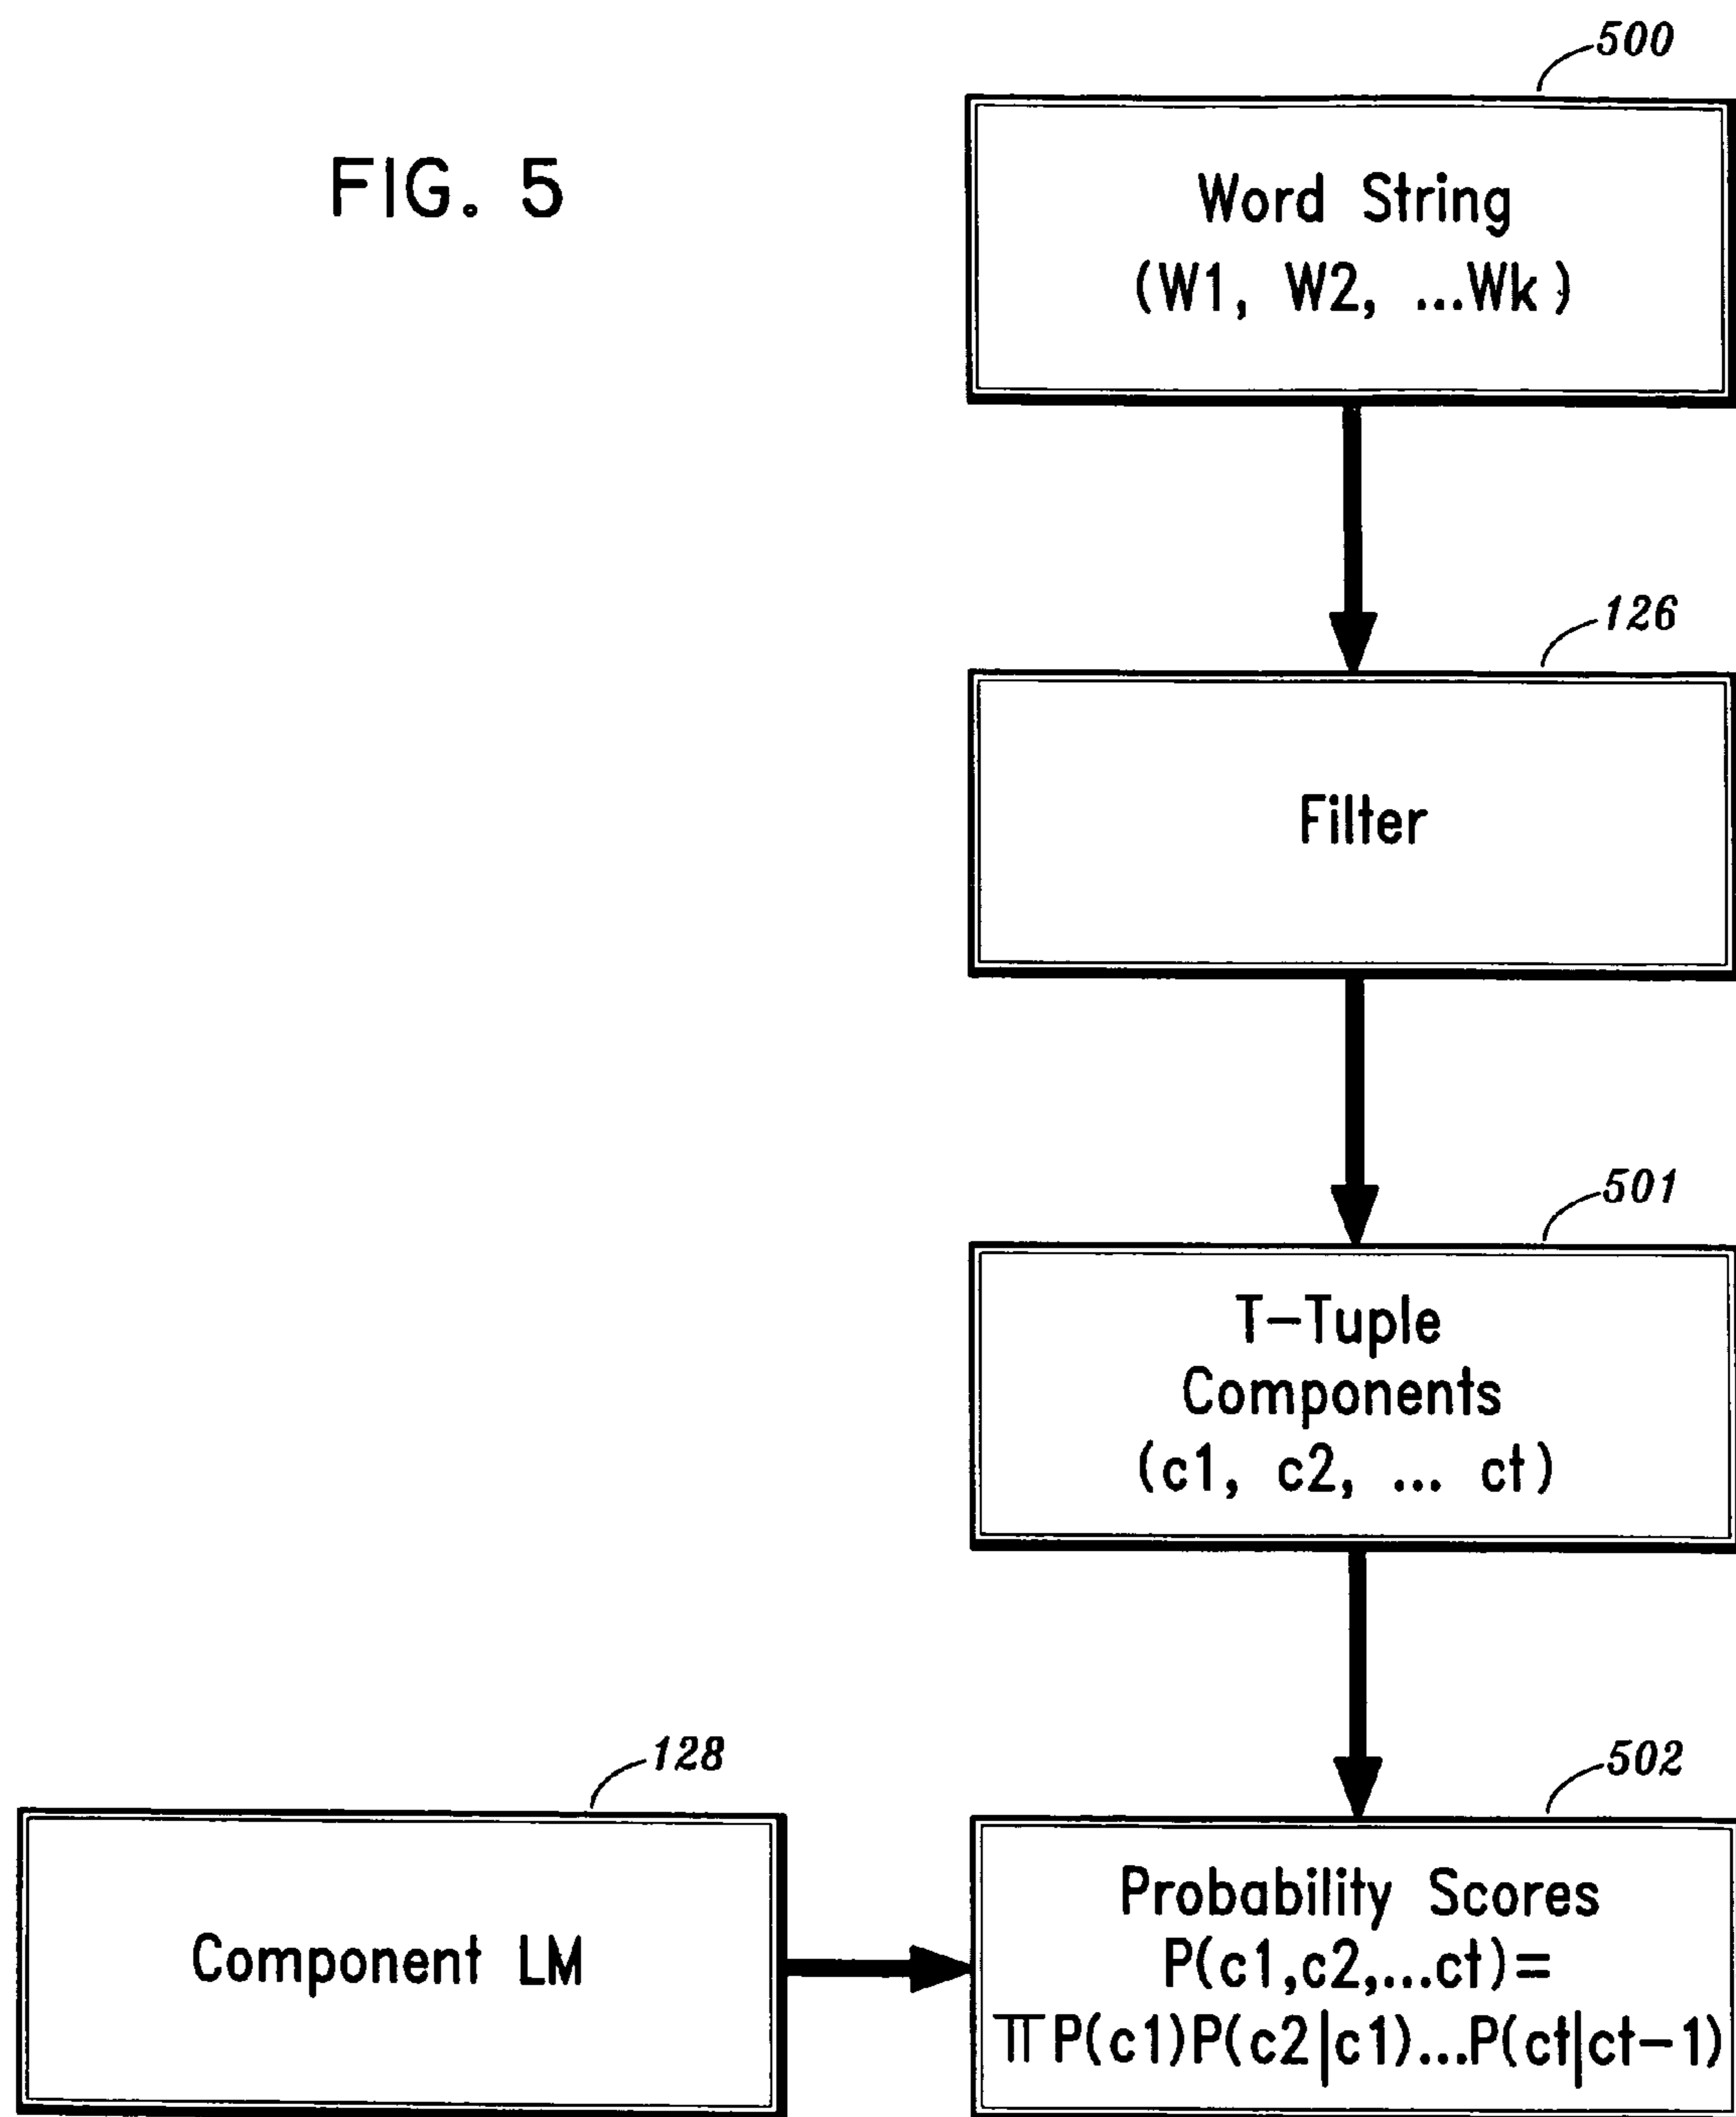 500
FIG. 5
Word String
(W1, W2, ...Wk)
126
Filter
501
T-Tuple
Components
(c1, c2, ... ct)
128
502
Component LM
Probability Scores
P(c1,c2,...ct)=
πP(c1)P(c2|c1)...P(ct|ct-1)